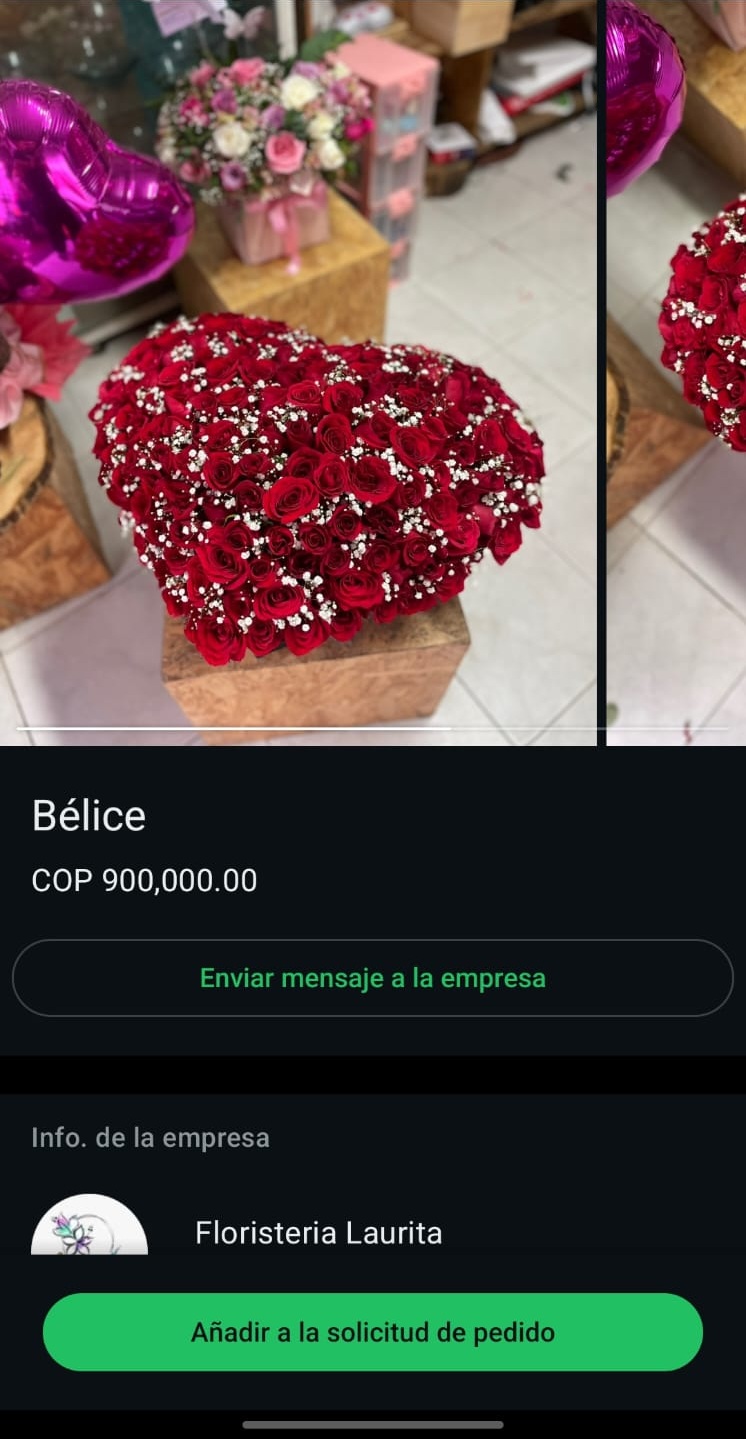 Bélice
COP 900,000.00
Enviar mensaje a la empresa
Info. de la empresa
Floristeria Laurita
Añadir a la solicitud de pedido